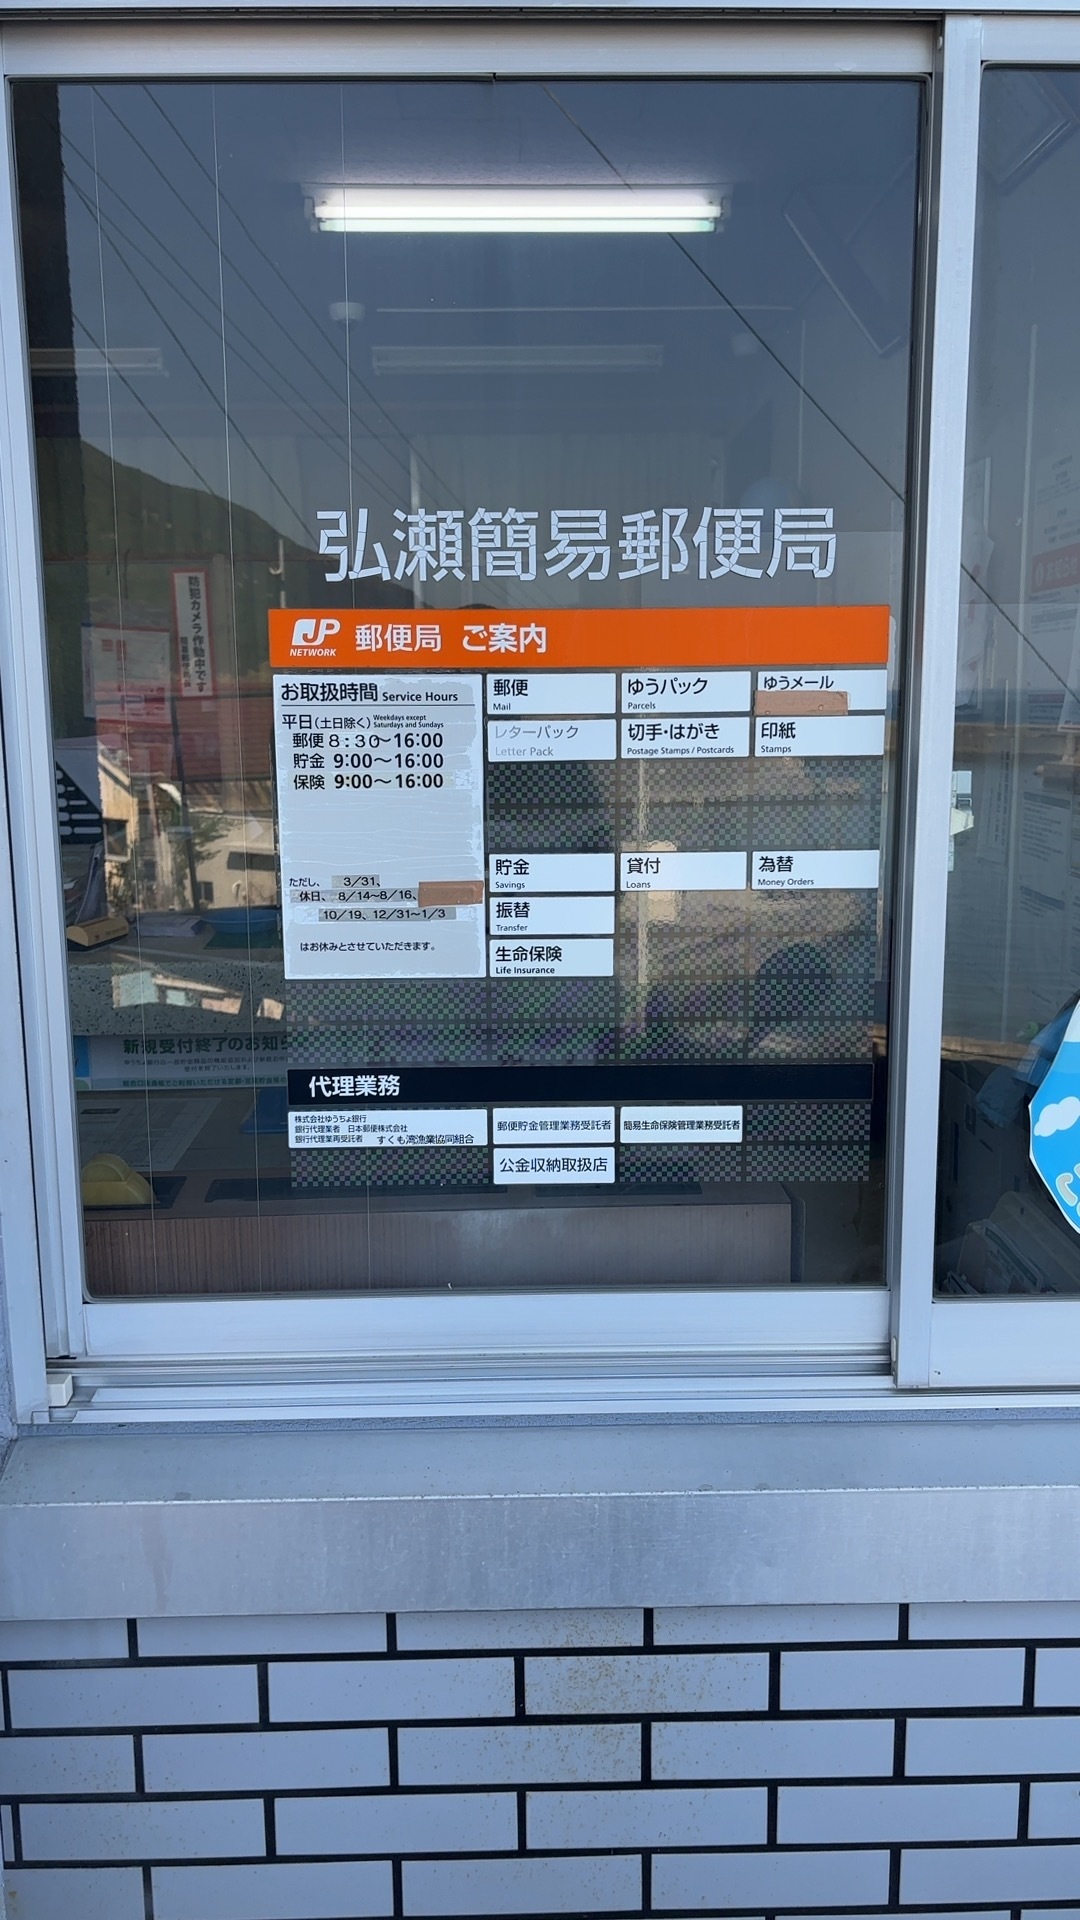 弘瀬簡易郵便局
防犯カメラ作動中です
JP NETWORK 郵便局 ご案内
お取扱時間 Service Hours
平日(土日除く) Weekdays except Saturdays and Sundays
郵便 8:30〜16:00
貯金 9:00〜16:00
保険 9:00〜16:00
ただし、 3/31、
休日、 8/14〜8/16、
10/19、12/31〜1/3
はお休みとさせていただきます。
郵便
Mail
ゆうパック
Parcels
ゆうメール
レターパック
Letter Pack
切手・はがき
Postage Stamps / Postcards
印紙
Stamps
貯金
Savings
貸付
Loans
為替
Money Orders
振替
Transfer
生命保険
Life Insurance
新規受付終了のお知ら
代理業務
株式会社ゆうちょ銀行
銀行代理業者 日本郵便株式会社
銀行代理業再受託者 すくも湾漁業協同組合
郵便貯金管理業務受託者
簡易生命保険管理業務受託者
公金収納取扱店